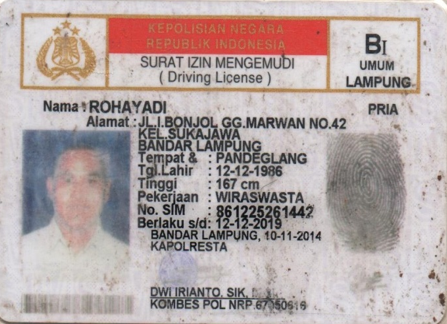 KEPOLISIAN NEGARA
REPUBLIK INDONESIA
SURAT IZIN MENGEMUDI
( Driving License )
BI
UMUM
LAMPUNG
Nama : ROHAYADI PRIA
Alamat : JL.I.BONJOL GG.MARWAN NO.42
KEL.SUKAJAWA
BANDAR LAMPUNG
Tempat & : PANDEGLANG
Tgl.Lahir : 12-12-1986
Tinggi : 167 cm
Pekerjaan : WIRASWASTA
No. SIM : 861225261442
Berlaku s/d: 12-12-2019
BANDAR LAMPUNG, 10-11-2014
KAPOLRESTA
DWI IRIANTO, SIK,
KOMBES POL NRP.67050616